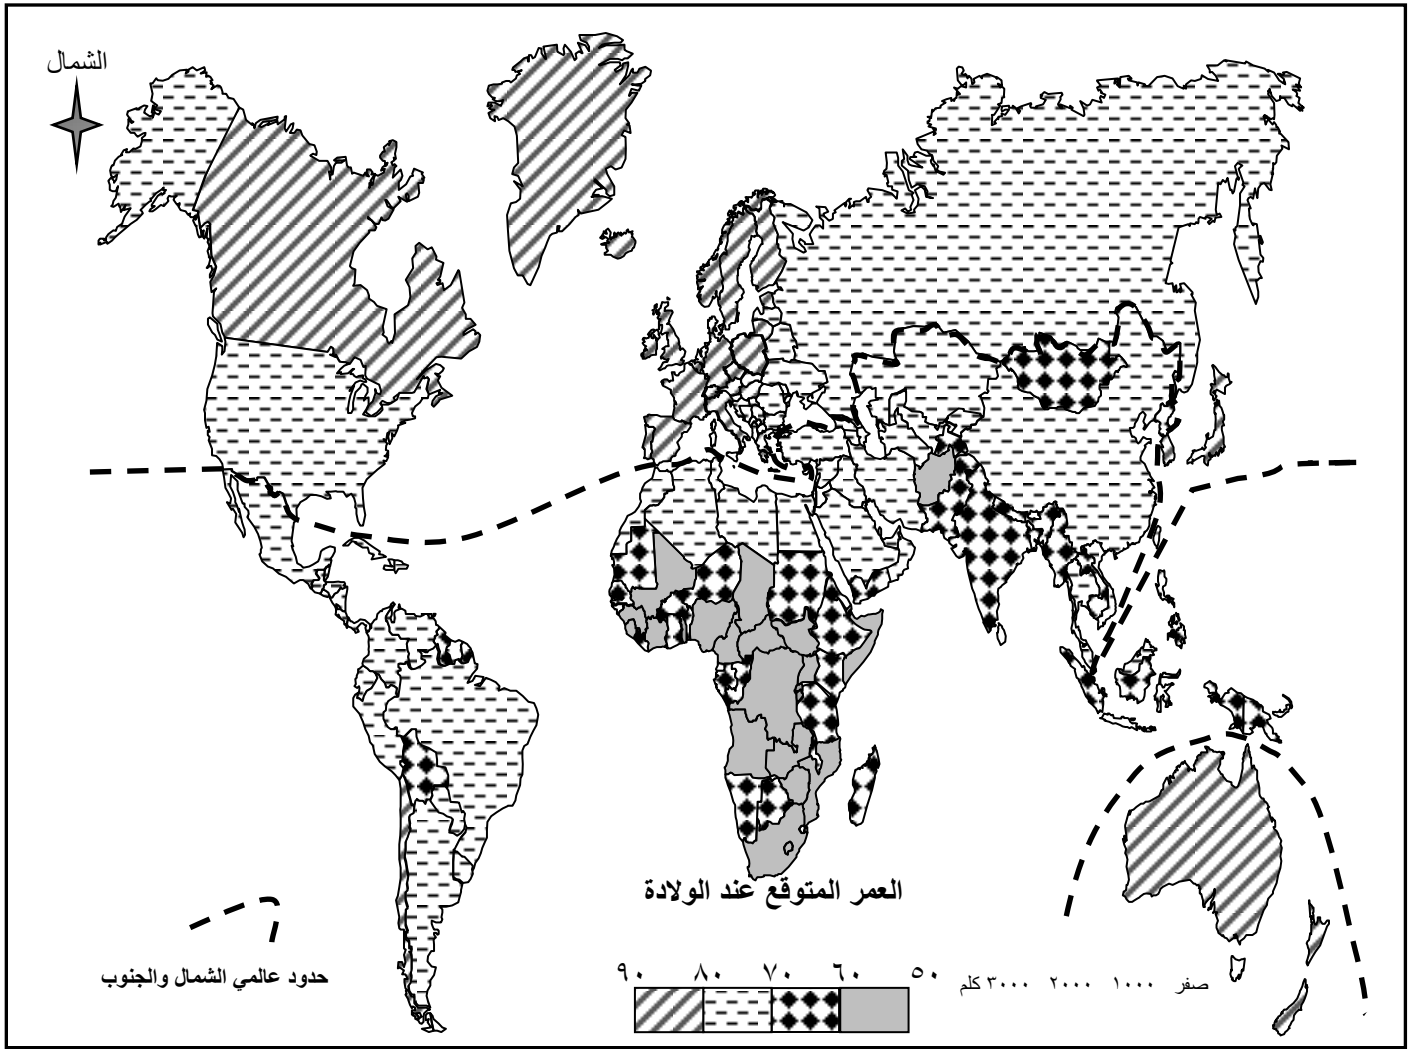 الشمال
العمر المتوقع عند الولادة
حدود عالمي الشمال والجنوب
٩٠ ٨٠ ٧٠ ٦٠ ٥٠
صفر ١٠٠٠ ٢٠٠٠ ٣٠٠٠ كلم